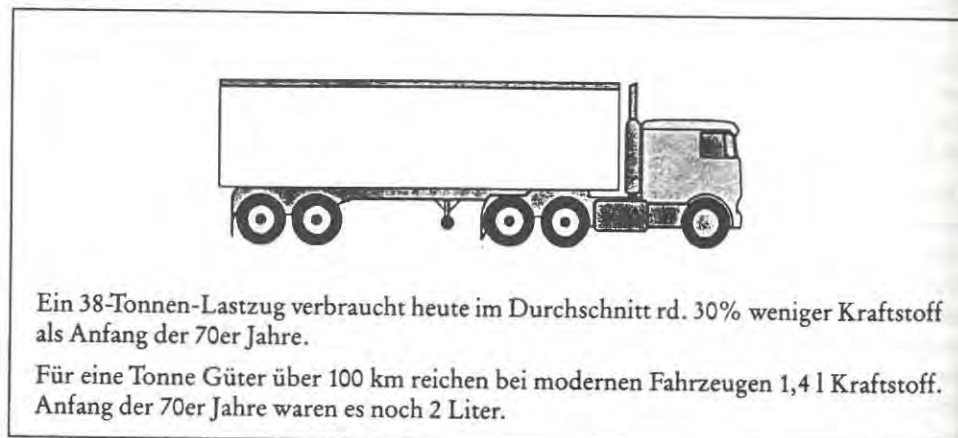 Ein 38-Tonnen-Lastzug verbraucht heute im Durchschnitt rd. 30% weniger Kraftstoff
als Anfang der 70er Jahre.
Für eine Tonne Güter über 100 km reichen bei modernen Fahrzeugen 1,4 l Kraftstoff.
Anfang der 70er Jahre waren es noch 2 Liter.